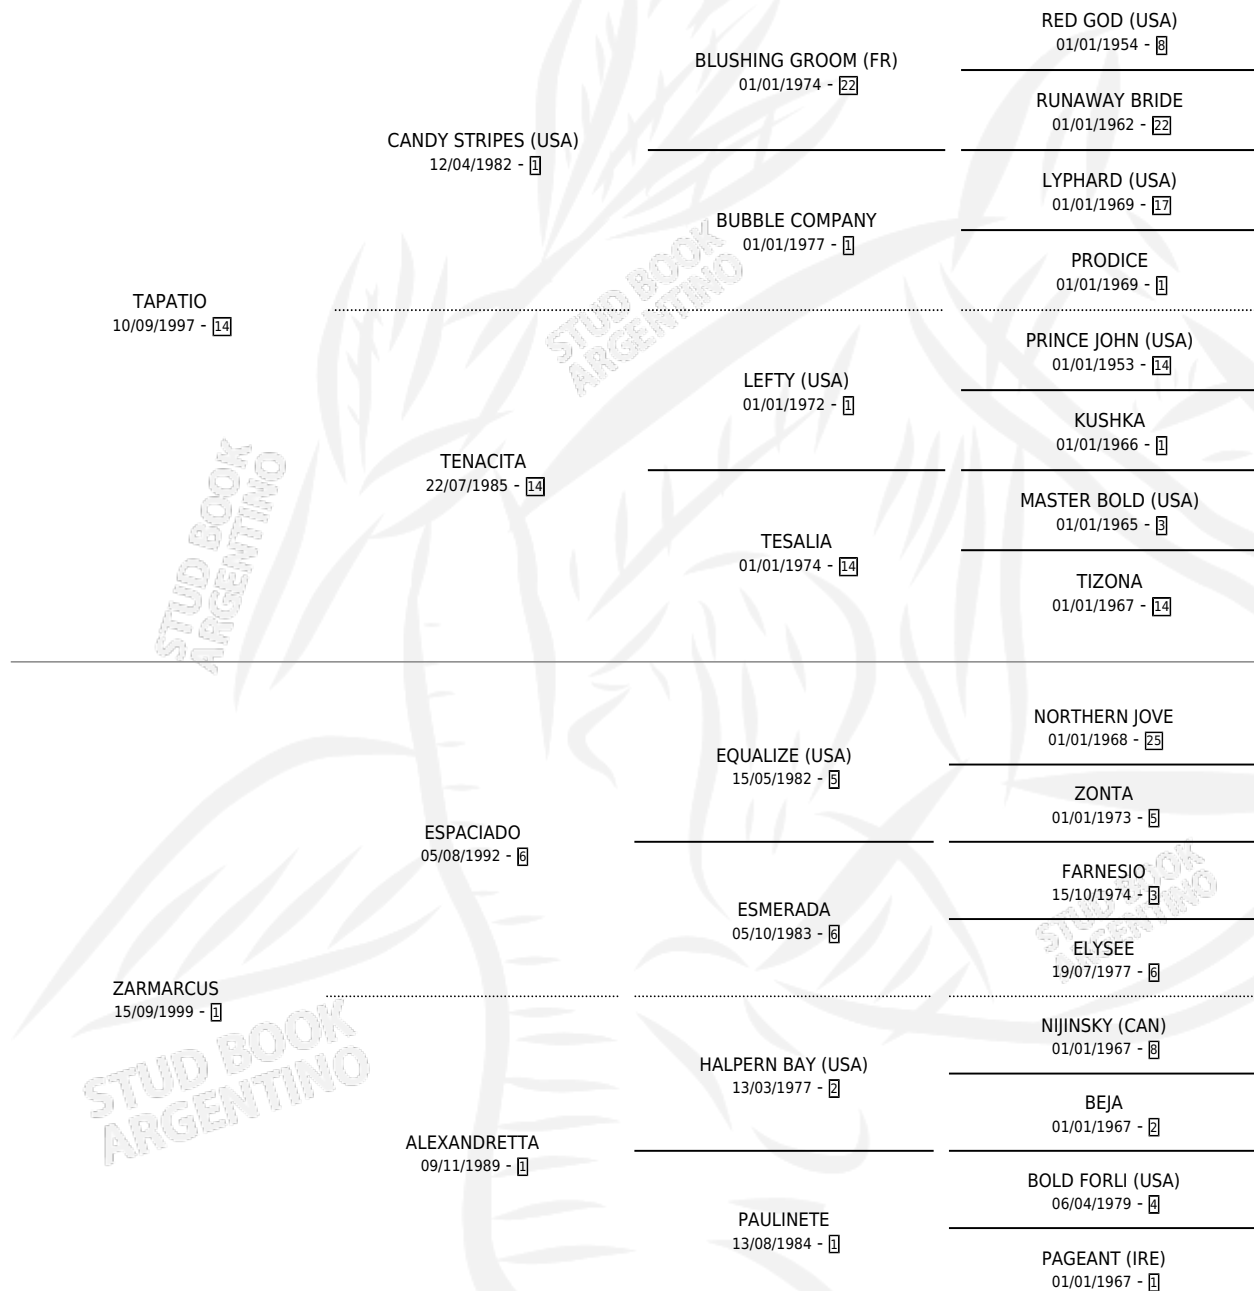 RED GOD (USA)
01/01/1954 - 8
BLUSHING GROOM (FR)
01/01/1974 - 22
RUNAWAY BRIDE
01/01/1962 - 22
CANDY STRIPES (USA)
12/04/1982 - 1
LYPHARD (USA)
01/01/1969 - 17
BUBBLE COMPANY
01/01/1977 - 1
PRODICE
01/01/1969 - 1
TAPATIO
10/09/1997 - 14
PRINCE JOHN (USA)
01/01/1953 - 14
LEFTY (USA)
01/01/1972 - 1
KUSHKA
01/01/1966 - 1
TENACITA
22/07/1985 - 14
MASTER BOLD (USA)
01/01/1965 - 3
TESALIA
01/01/1974 - 14
TIZONA
01/01/1967 - 14
NORTHERN JOVE
01/01/1968 - 25
EQUALIZE (USA)
15/05/1982 - 5
ZONTA
01/01/1973 - 5
ESPACIADO
05/08/1992 - 6
FARNESIO
15/10/1974 - 3
ESMERADA
05/10/1983 - 6
ELYSEE
19/07/1977 - 6
ZARMARCUS
15/09/1999 - 1
NIJINSKY (CAN)
01/01/1967 - 8
HALPERN BAY (USA)
13/03/1977 - 2
BEJA
01/01/1967 - 2
ALEXANDRETTA
09/11/1989 - 1
BOLD FORLI (USA)
06/04/1979 - 4
PAULINETE
13/08/1984 - 1
PAGEANT (IRE)
01/01/1967 - 1
STUD BOOK
ARGENTINO
STUD BOOK
ARGENTINO
STUD BOOK
ARGENTINO
STUD BOOK
ARGENTINO